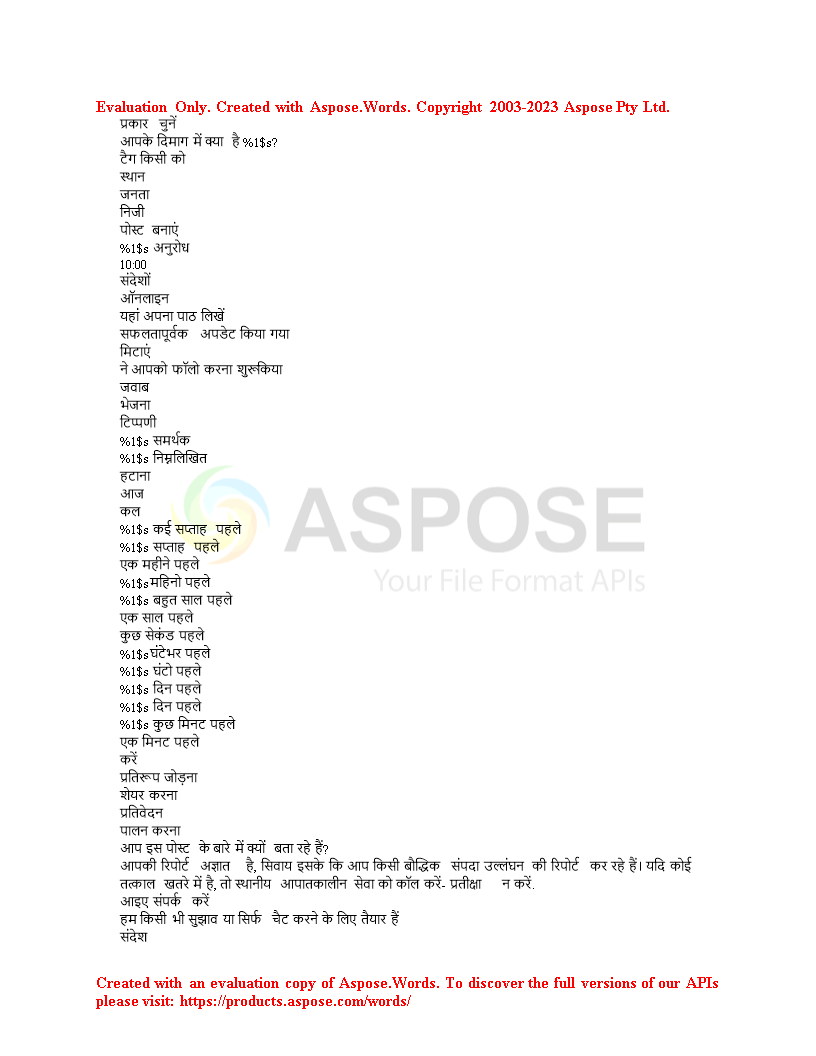 Evaluation Only. Created with Aspose.Words. Copyright 2003-2023 Aspose Pty Ltd.
प्रकार चुनें
आपके दिमाग में क्या है %1$s?
टैग किसी को
स्थान
जनता
निजी
पोस्ट बनाएं
%1$s अनुरोध
10:00
संदेशों
ऑनलाइन
यहां अपना पाठ लिखें
सफलतापूर्वक अपडेट किया गया
मिटाएं
ने आपको फॉलो करना शुरू किया
जवाब
भेजना
टिप्पणी
%1$s समर्थक
%1$s निम्नलिखित
हटाना
आज
कल
%1$s कई सप्ताह पहले
%1$s सप्ताह पहले
एक महीने पहले
%1$s महिनो पहले
%1$s बहुत साल पहले
एक साल पहले
कुछ सेकंड पहले
%1$s घंटेभर पहले
%1$s घंटो पहले
%1$s दिन पहले
%1$s दिन पहले
%1$s कुछ मिनट पहले
एक मिनट पहले
करें
प्रतिरूप जोड़ना
शेयर करना
प्रतिवेदन
पालन करना
आप इस पोस्ट के बारे में क्यों बता रहे हैं?
आपकी रिपोर्ट अज्ञात है, सिवाय इसके कि आप किसी बौद्धिक संपदा उल्लंघन की रिपोर्ट कर रहे हैं। यदि कोई
तत्काल खतरे में है, तो स्थानीय आपातकालीन सेवा को कॉल करें- प्रतीक्षा न करें.
आइए संपर्क करें
हम किसी भी सुझाव या सिर्फ चैट करने के लिए तैयार हैं
संदेश
ASPOSE
Your File Format APIs
Created with an evaluation copy of Aspose.Words. To discover the full versions of our APIs
please visit: https://products.aspose.com/words/